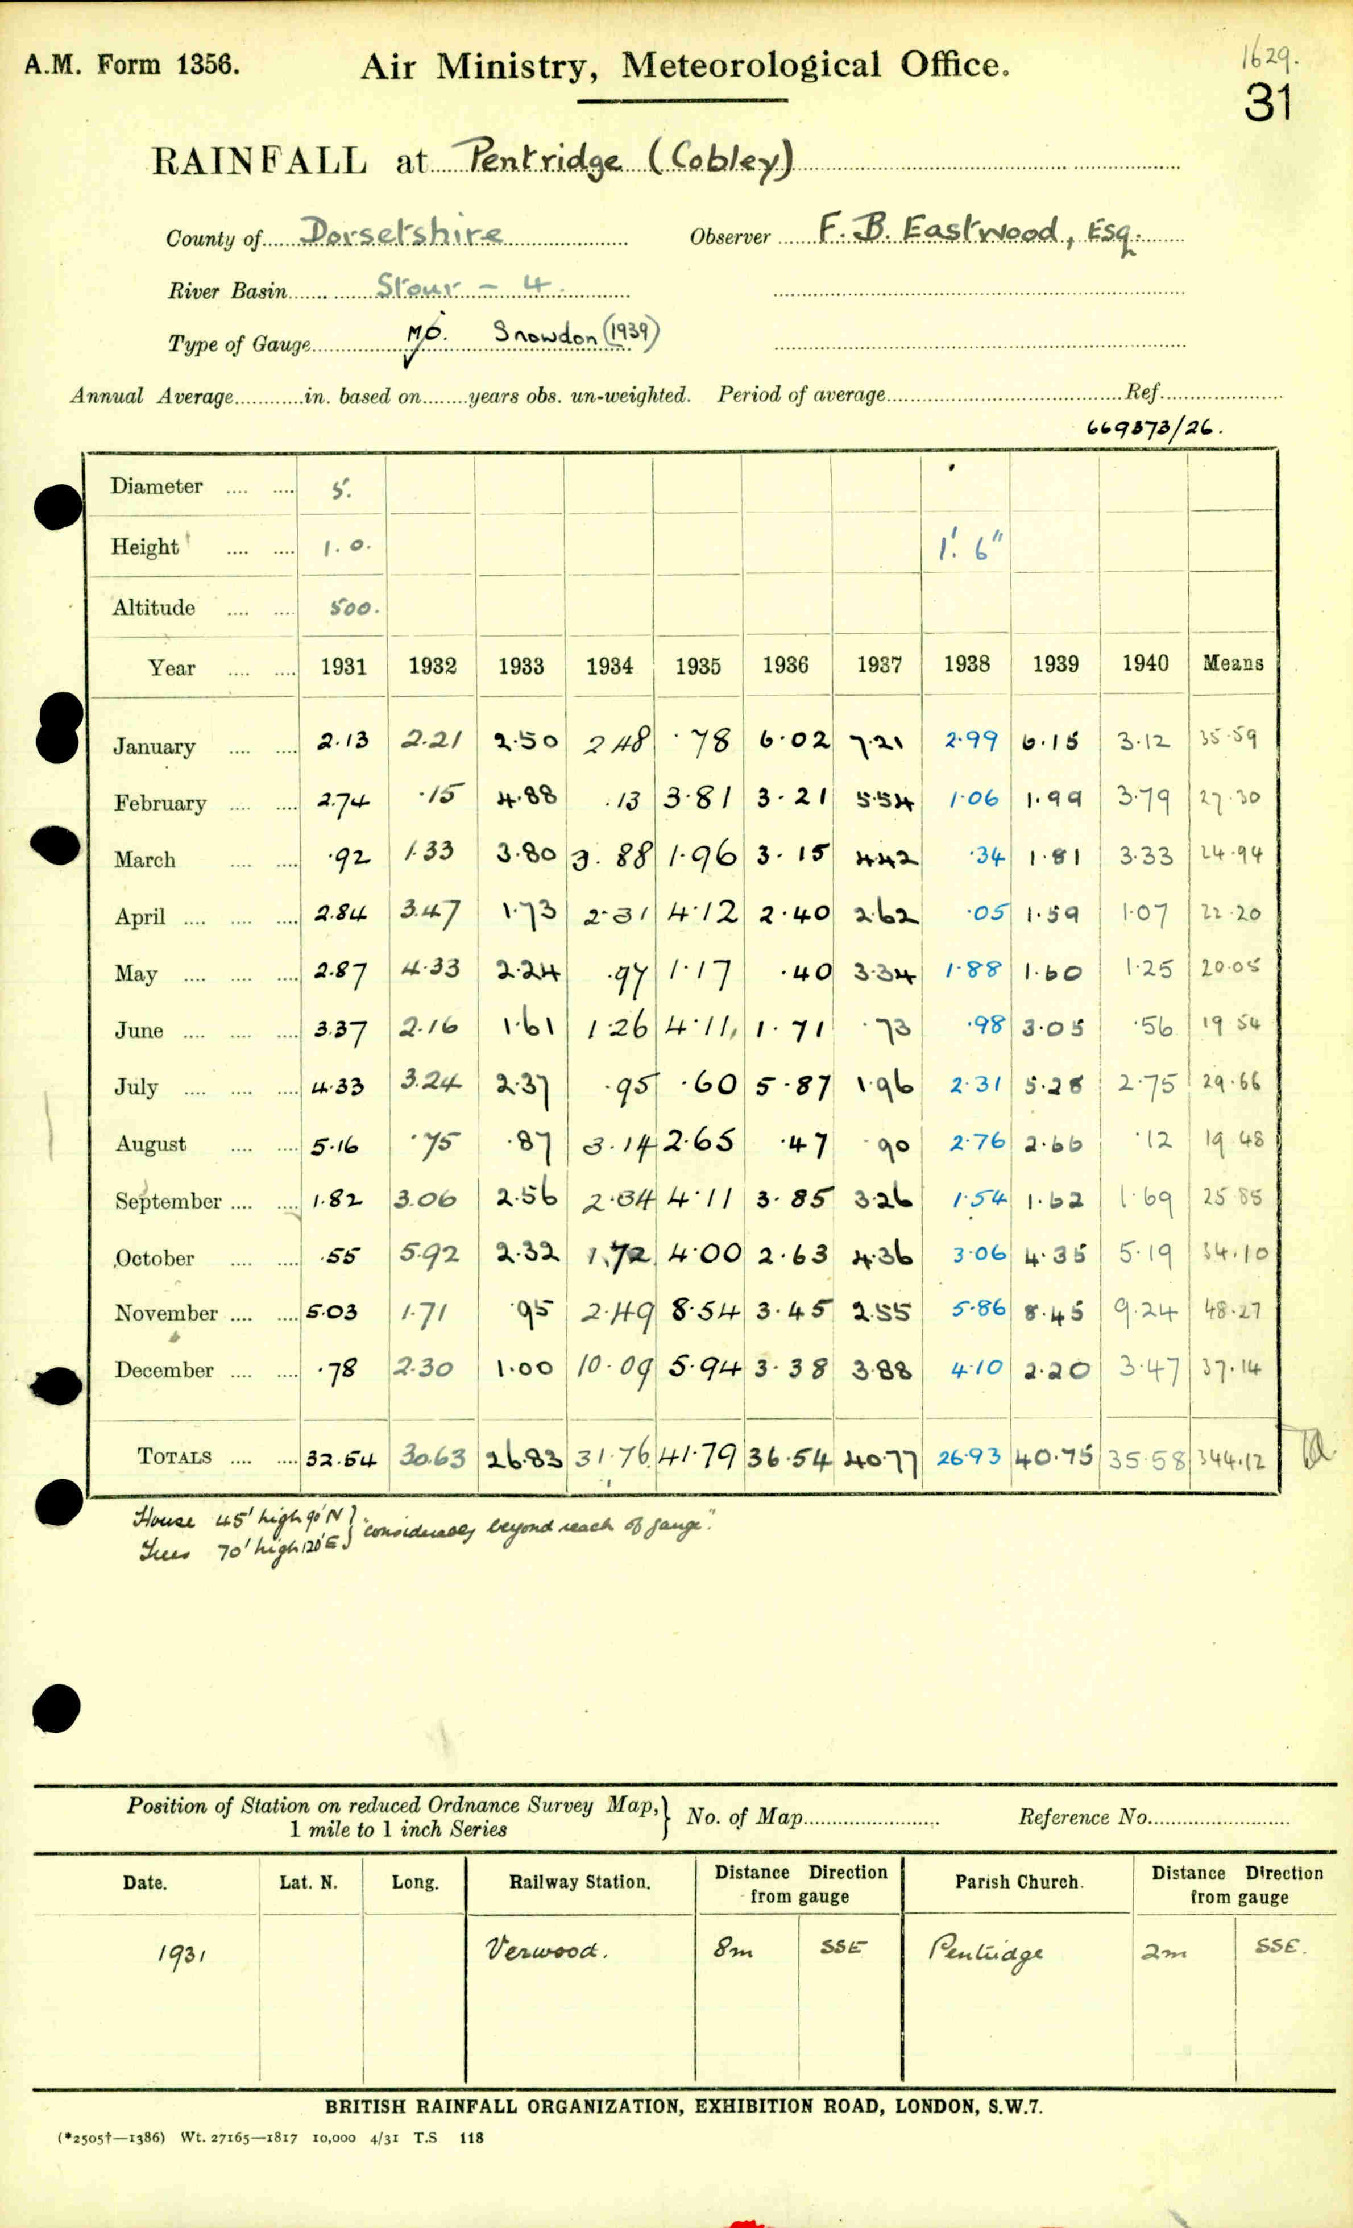 A.M. Form 1356.
Air Ministry, Meteorological Office.
1629.
31
RAINFALL at Pentridge (Cobley)
County of Dorsetshire Observer F. B. Eastwood, Esq.
River Basin Stour – 4.
Type of Gauge MO. Snowdon (1939)
Annual Average............in. based on........years obs. un-weighted. Period of average........ Ref........
669373/26.
Diameter .... .... 5.
Height .... .... 1. 0. 1'. 6"
Altitude .... .... 500.
Year .... .... 1931 1932 1933 1934 1935 1936 1937 1938 1939 1940 Means
January .... .... 2.13 2.21 2.50 2 48 .78 6.02 7.21 2.99 6.15 3.12 35.59
February .... .... 2.74 .15 4.88 .13 3.81 3.21 5.54 1.06 1.99 3.79 27.30
March .... .... .92 1.33 3.80 3.88 1.96 3.15 4.42 .34 1.81 3.33 24.94
April .... .... .... 2.84 3.47 1.73 2.31 4.12 2.40 2.62 .05 1.59 1.07 22.20
May .... .... .... 2.87 4.33 2.24 .97 1.17 .40 3.34 1.88 1.60 1.25 20.05
June .... .... .... 3.37 2.16 1.61 1.26 4.11 1.71 .73 .98 3.05 .56 19 54
July .... .... .... 4.33 3.24 2.37 .95 .60 5.87 1.96 2.31 5.28 2.75 29.66
August .... .... 5.16 .75 .87 3.14 2.65 .47 .90 2.76 2.66 .12 19 48
September .... .... 1.82 3.06 2.56 2.34 4.11 3.85 3.26 1.54 1.62 1.69 25 85
October .... .... .55 5.92 2.32 1.72 4.00 2.63 4.36 3.06 4.35 5.19 34.10
November .... .... 5.03 1.71 .95 2.49 8.54 3.45 2.55 5.86 8.45 9.24 48.27
December .... .... .78 2.30 1.00 10.09 5.94 3.38 3.88 4.10 2.20 3.47 37.14
TOTALS .... .... 32.54 30.63 26.83 31.76 41.79 36.54 40.77 26.93 40.75 35.58 344.12
House 45' high 90' N } "considerably beyond reach of gauge".
Trees 70' high 120' E }
Position of Station on reduced Ordnance Survey Map, } No. of Map........ Reference No........
1 mile to 1 inch Series
Date. Lat. N. Long. Railway Station. Distance Direction from gauge Parish Church. Distance Direction from gauge
1931 Verwood. 8m SSE Pentridge 2m SSE.
BRITISH RAINFALL ORGANIZATION, EXHIBITION ROAD, LONDON, S.W.7.
(*2505†—1386) Wt. 27165—1817 10,000 4/31 T.S 118